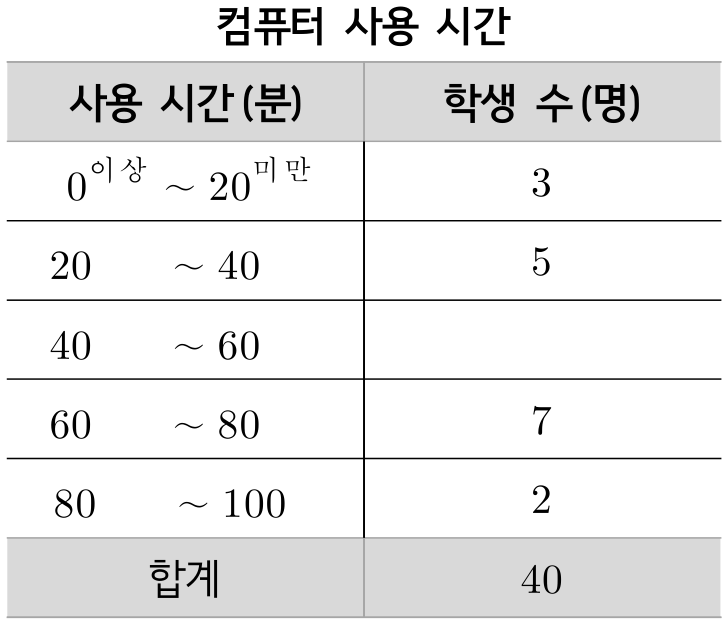 컴퓨터 사용 시간
사용 시간(분) 학생 수(명)
0이상 ~ 20미만 3
20 ~ 40 5
40 ~ 60
60 ~ 80 7
80 ~ 100 2
합계 40